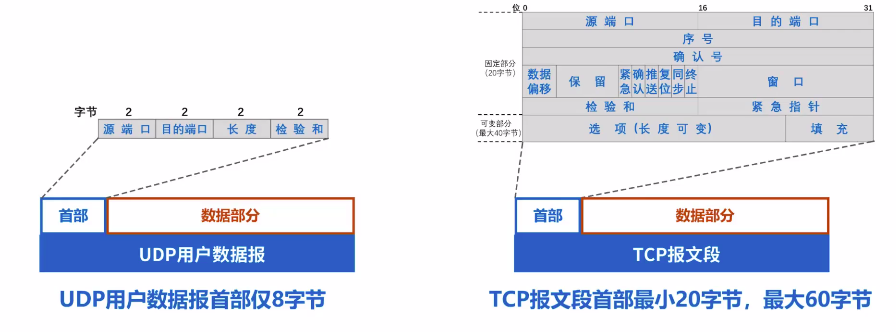 字节 2 2 2 2
源 端 口 目的端口 长 度 检 验 和
首部 数据部分
UDP用户数据报
UDP用户数据报首部仅8字节
位 0 16 31
源 端 口 目 的 端 口
序 号
确 认 号
固定部分
(20字节)
数据偏移 保 留 紧急 确认 推送 复位 同步 终止 窗 口
检 验 和 紧 急 指 针
可变部分
(最大40字节)
选 项 (长 度 可 变) 填 充
首部 数据部分
TCP报文段
TCP报文段首部最小20字节，最大60字节